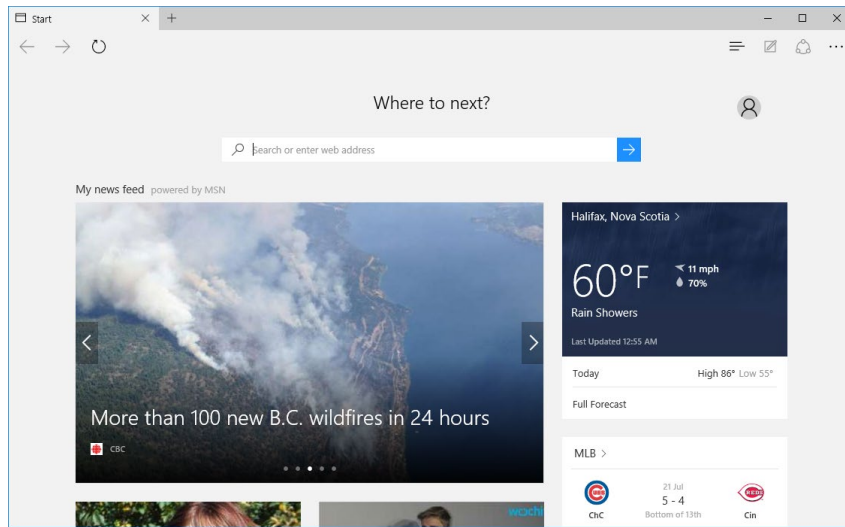 Start
Where to next?
Search or enter web address
My news feed powered by MSN
More than 100 new B.C. wildfires in 24 hours
CBC
Halifax, Nova Scotia >
60°F
11 mph
70%
Rain Showers
Last Updated 12:55 AM
Today High 86° Low 55°
Full Forecast
MLB >
21 Jul
5 - 4
Bottom of 13th
ChC
Cin